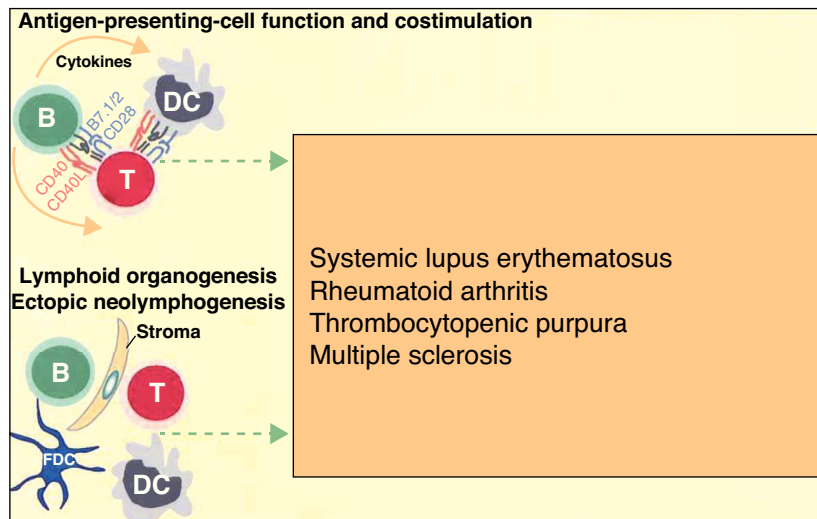 Antigen-presenting-cell function and costimulation
Cytokines
B
B7.1/2
CD28
DC
CD40
CD40L
T
Systemic lupus erythematosus
Rheumatoid arthritis
Thrombocytopenic purpura
Multiple sclerosis
Lymphoid organogenesis
Ectopic neolymphogenesis
Stroma
B
T
FDC
DC